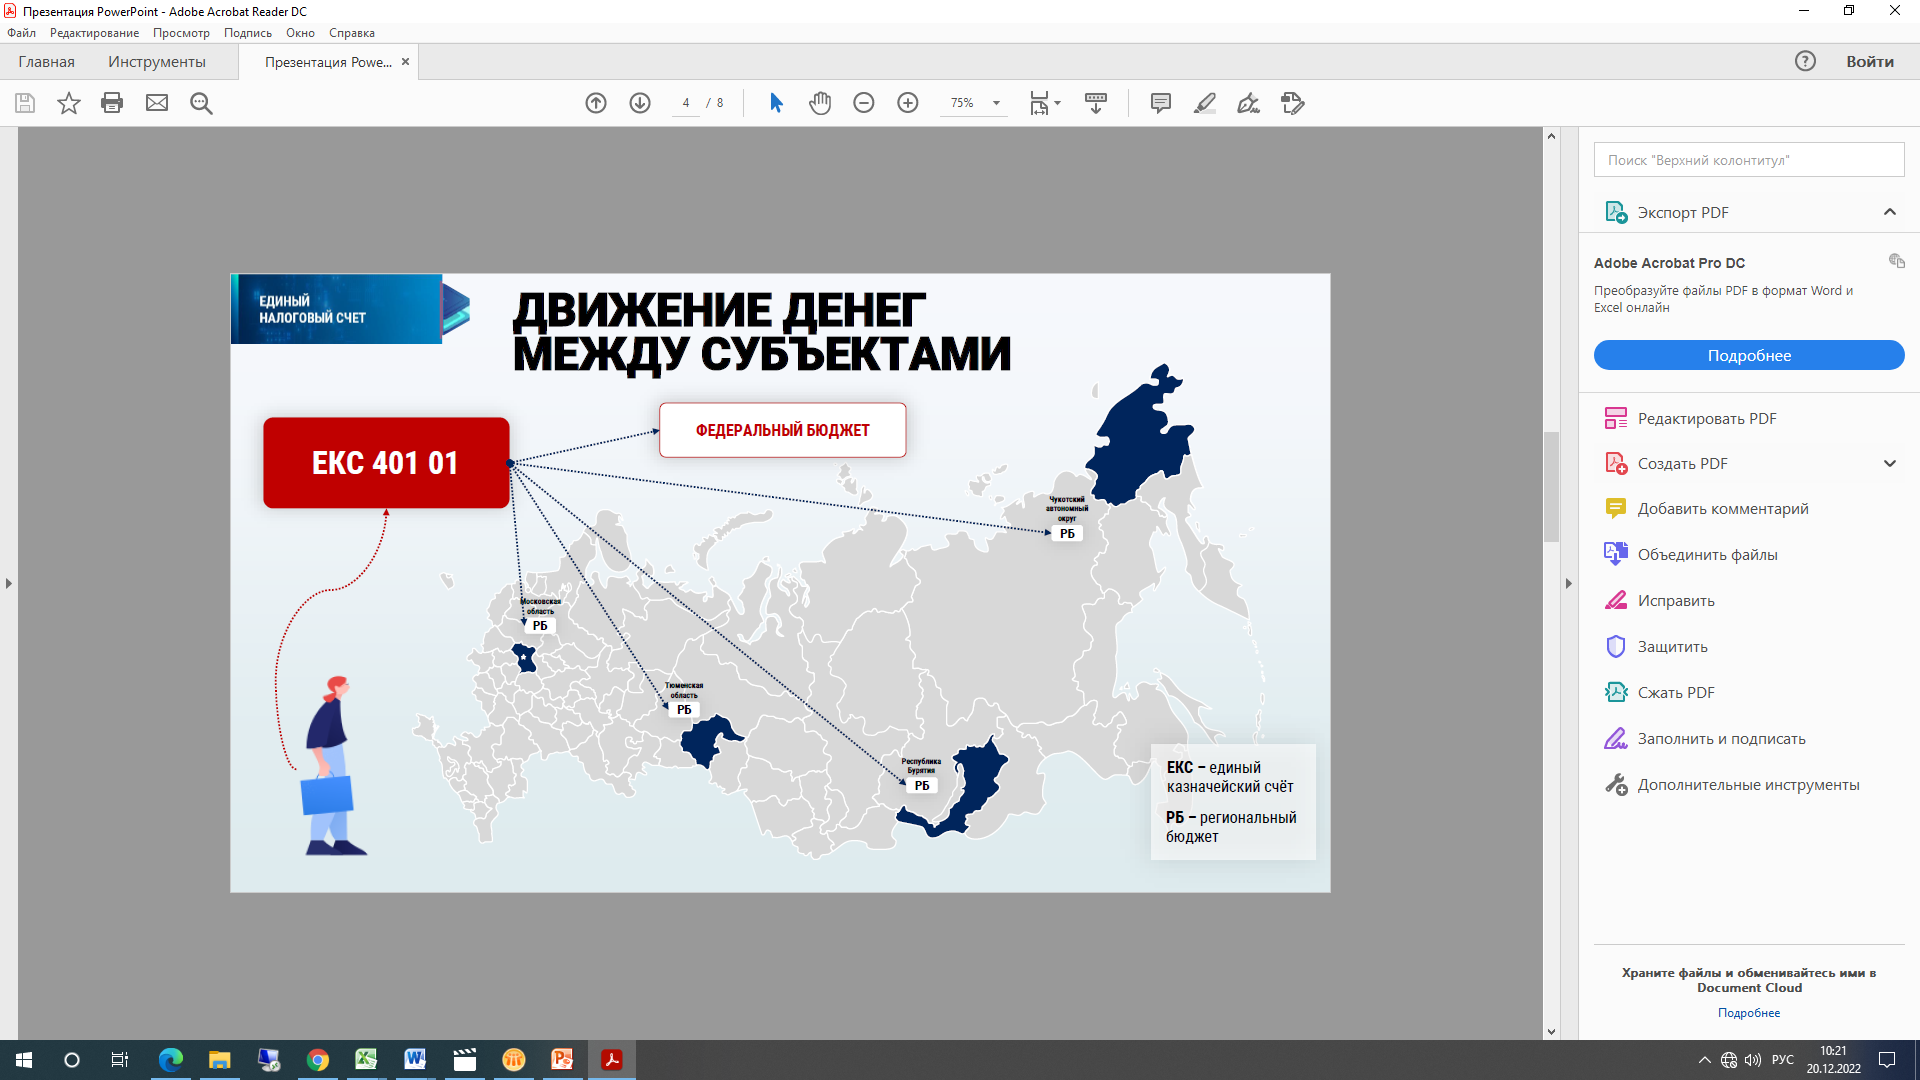 Презентация PowerPoint - Adobe Acrobat Reader DC
Файл Редактирование Просмотр Подпись Окно Справка
Главная Инструменты Презентация Powe... × Войти
4 / 8 75%
Поиск "Верхний колонтитул"
Экспорт PDF
Adobe Acrobat Pro DC
Преобразуйте файлы PDF в формат Word и
Excel онлайн
Подробнее
Редактировать PDF
Создать PDF
Добавить комментарий
Объединить файлы
Исправить
Защитить
Сжать PDF
Заполнить и подписать
Дополнительные инструменты
Храните файлы и обменивайтесь ими в
Document Cloud
Подробнее
ЕДИНЫЙ
НАЛОГОВЫЙ СЧЕТ
ДВИЖЕНИЕ ДЕНЕГ
МЕЖДУ СУБЪЕКТАМИ
ФЕДЕРАЛЬНЫЙ БЮДЖЕТ
ЕКС 401 01
Чукотский
автономный
округ
РБ
Московская
область
РБ
Тюменская
область
РБ
Республика
Бурятия
РБ
ЕКС – единый
казначейский счёт
РБ – региональный
бюджет
РУС
10:21
20.12.2022